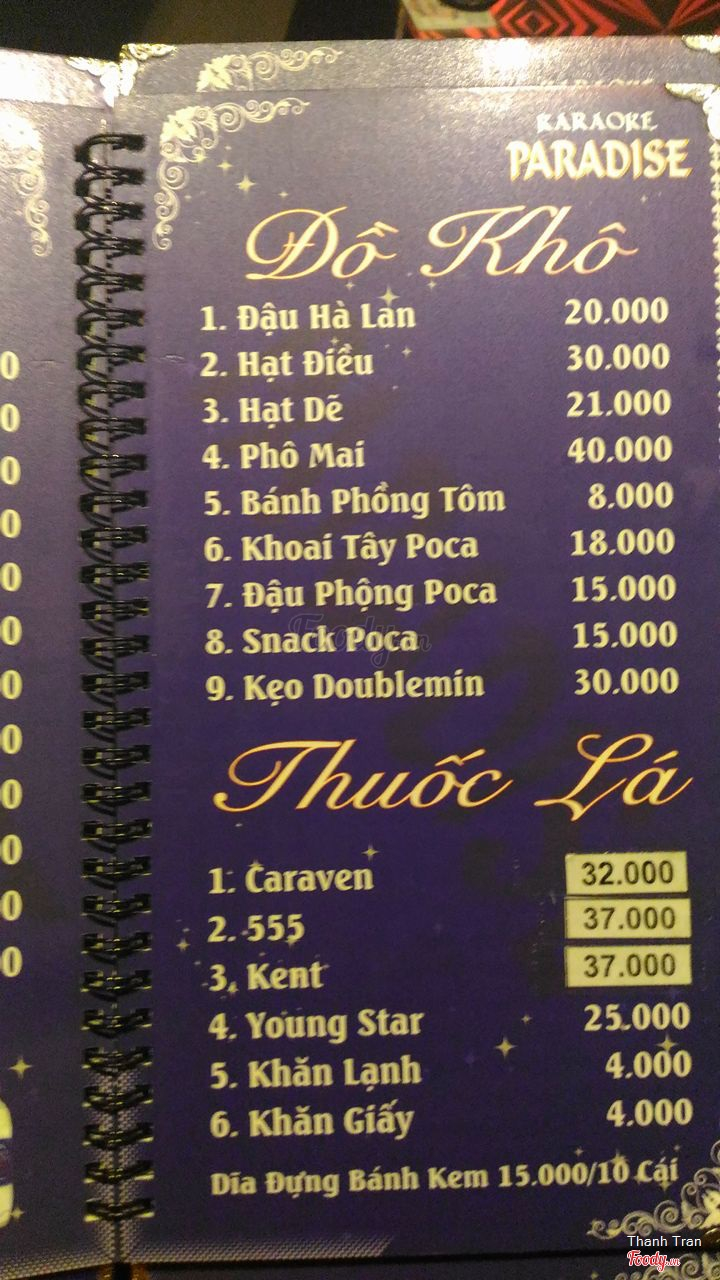 KARAOKE
PARADISE
Đồ Khô
1. Đậu Hà Lan 20.000
2. Hạt Điều 30.000
3. Hạt Dẽ 21.000
4. Phô Mai 40.000
5. Bánh Phồng Tôm 8.000
6. Khoai Tây Poca 18.000
7. Đậu Phộng Poca 15.000
8. Snack Poca 15.000
9. Kẹo Doublemin 30.000
Thuốc Lá
1. Caraven 32.000
2. 555 37.000
3. Kent 37.000
4. Young Star 25.000
5. Khăn Lạnh 4.000
6. Khăn Giấy 4.000
Dĩa Đựng Bánh Kem 15.000/10 Cái
Thanh Tran
Foody.vn